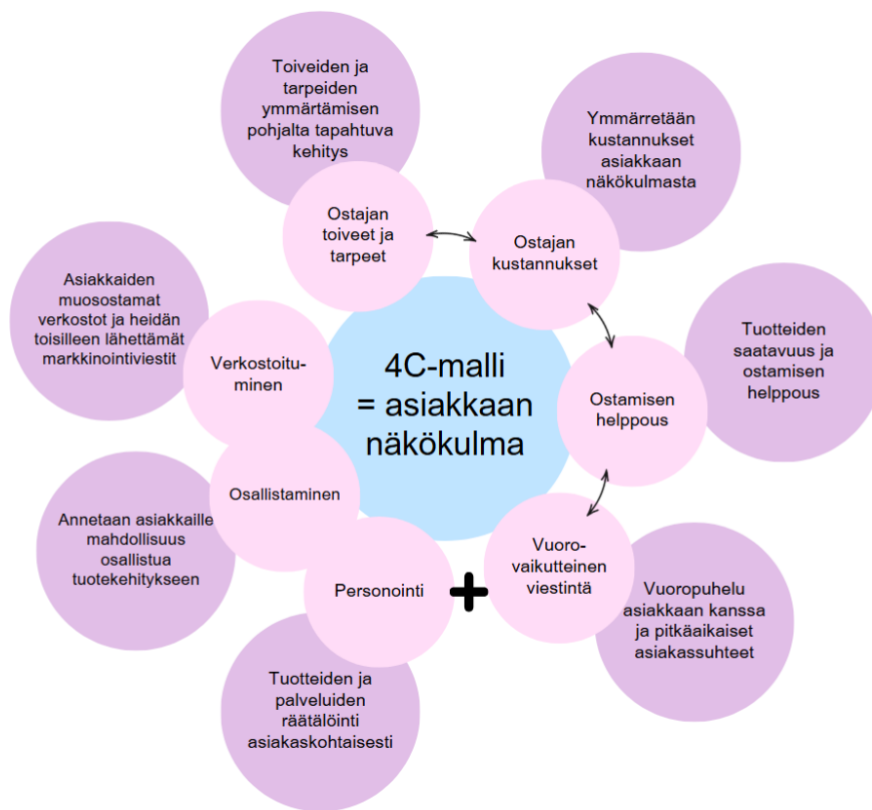 4C-malli
= asiakkaan
näkökulma
Toiveiden ja
tarpeiden
ymmärtämisen
pohjalta tapahtuva
kehitys
Ostajan
toiveet ja
tarpeet
Ymmärretään
kustannukset
asiakkaan
näkökulmasta
Ostajan
kustannukset
Tuotteiden
saatavuus ja
ostamisen
helppous
Ostamisen
helppous
Vuoro-
vaikutteinen
viestintä
Vuoropuhelu
asiakkaan kanssa
ja pitkäaikaiset
asiakassuhteet
+
Personointi
Tuotteiden ja
palveluiden
räätälöinti
asiakaskohtaisesti
Osallistaminen
Annetaan asiakkaille
mahdollisuus
osallistua
tuotekehitykseen
Verkostoitu-
minen
Asiakkaiden
muosostamat
verkostot ja heidän
toisilleen lähettämät
markkinointiviestit